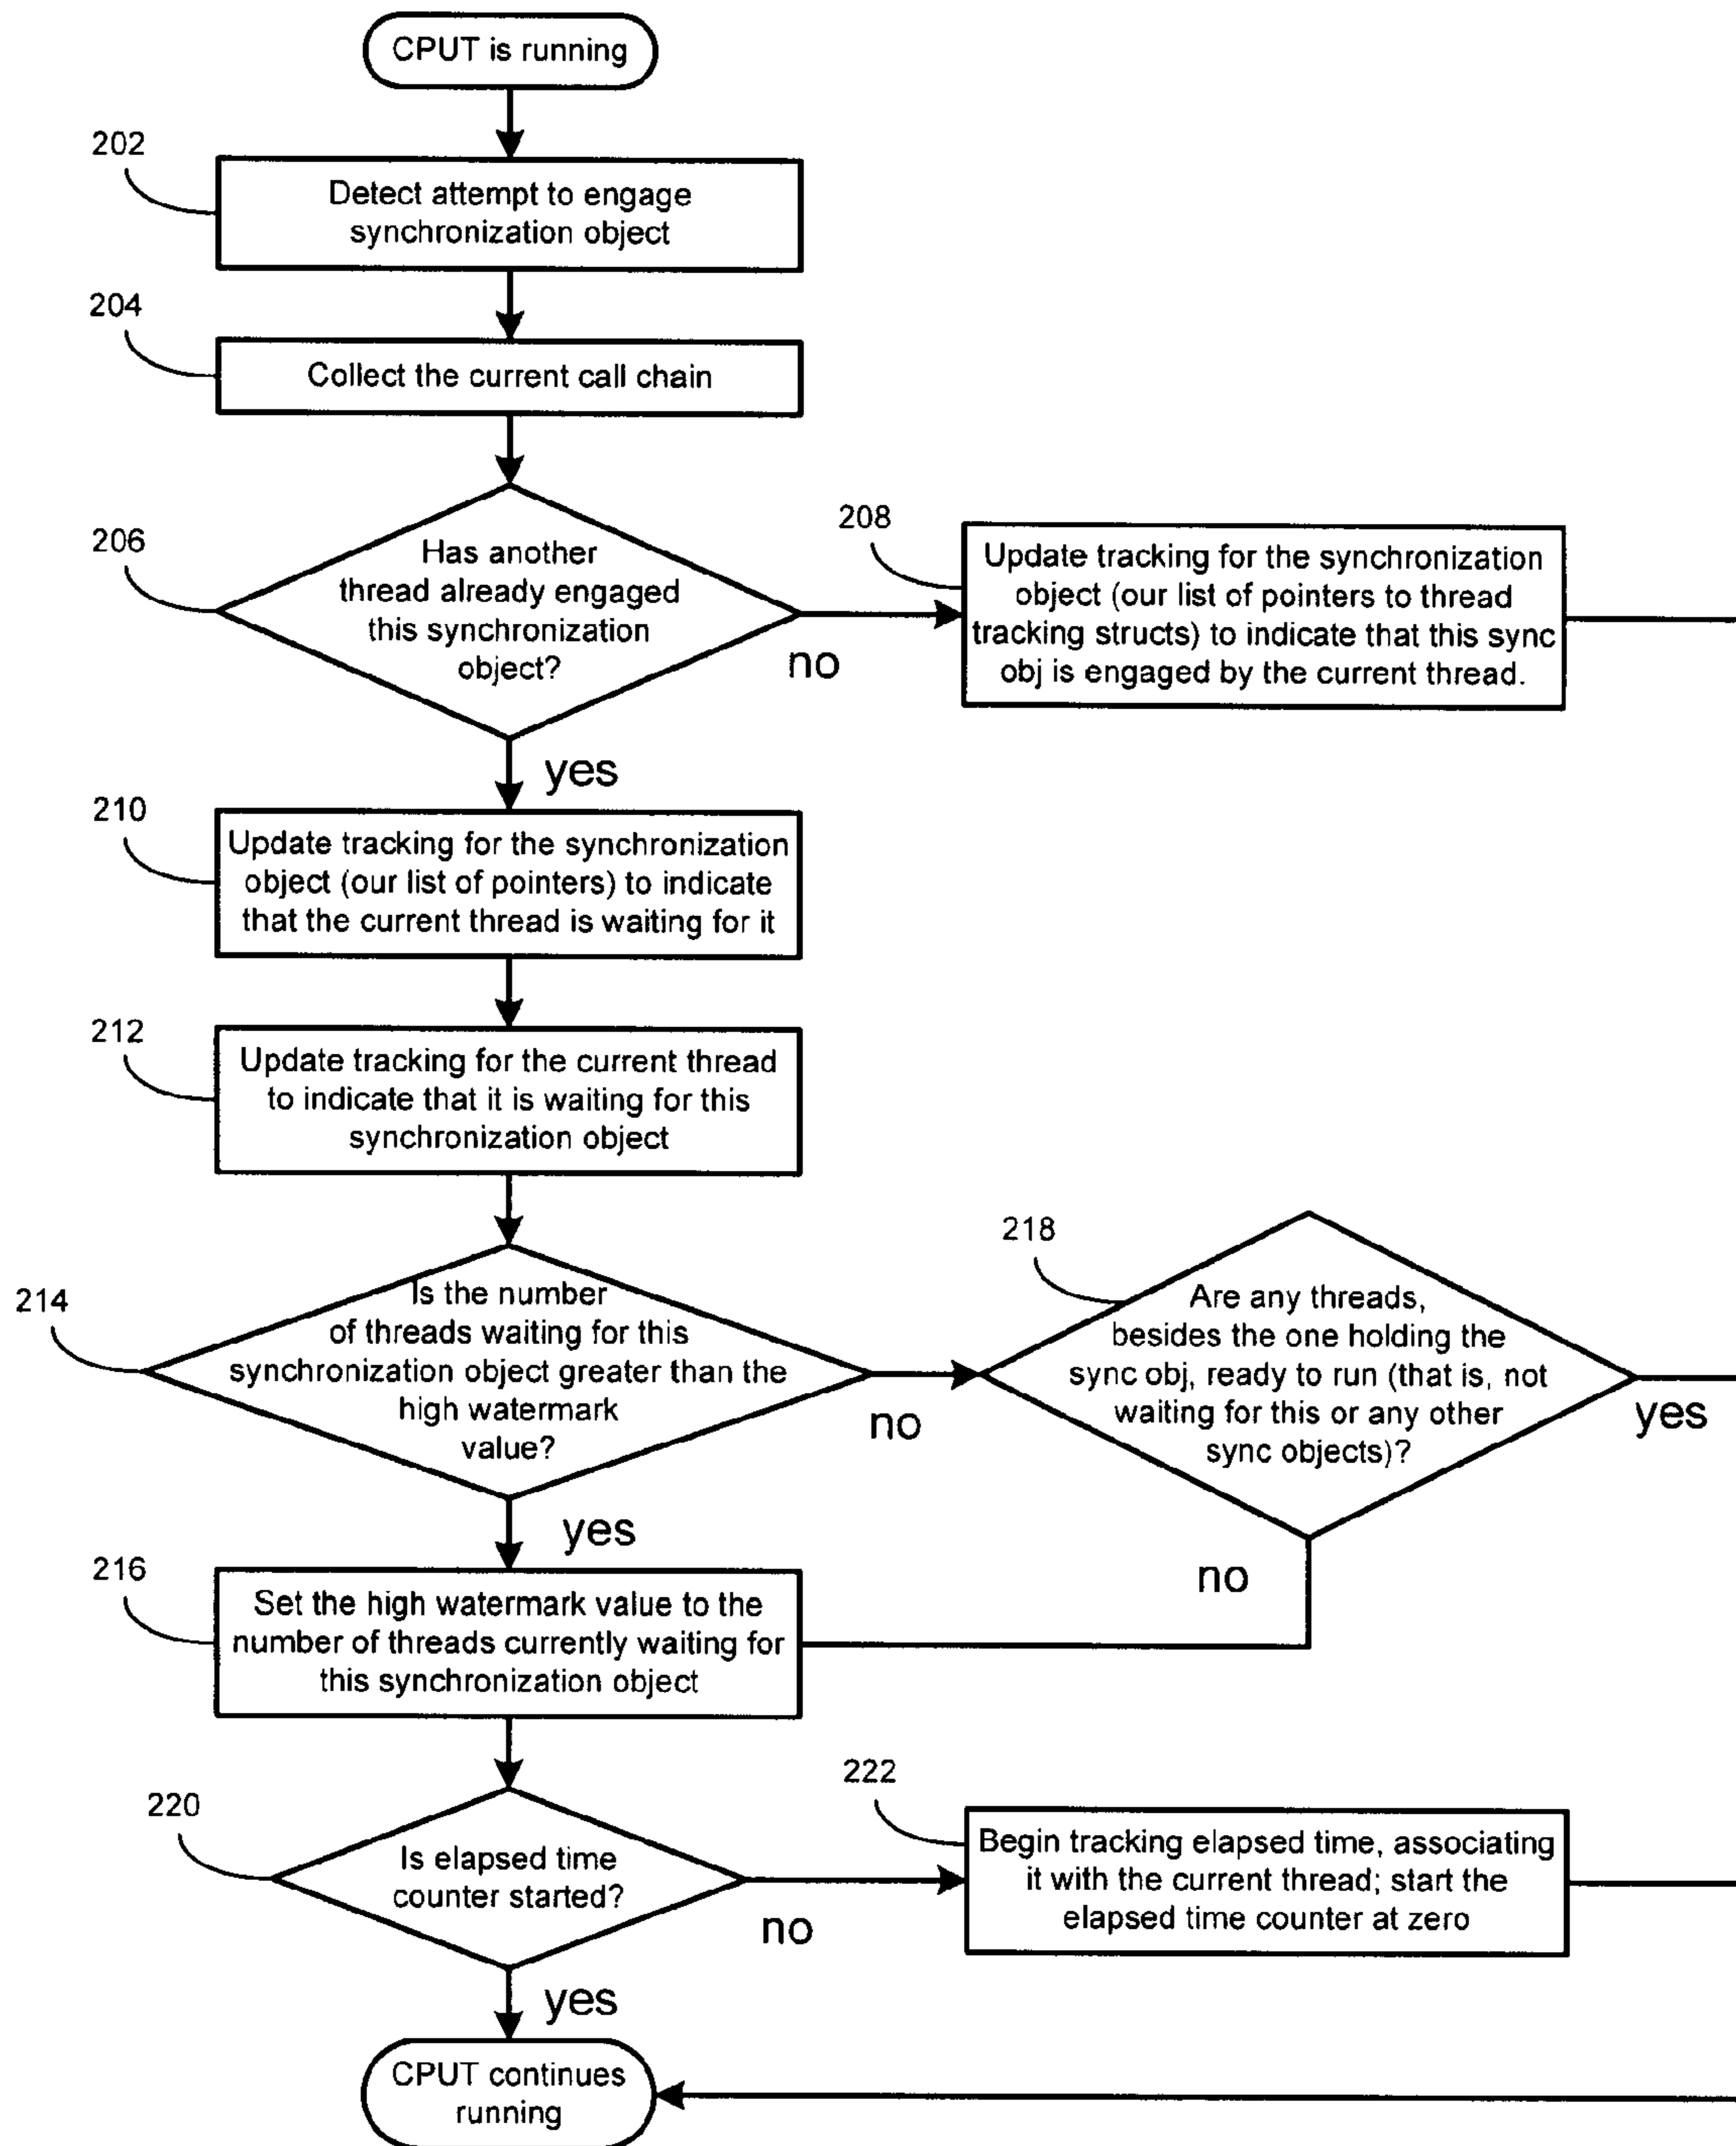 CPUT is running
202
Detect attempt to engage
synchronization object
204
Collect the current call chain
206
Has another
thread already engaged
this synchronization
object?
no
208
Update tracking for the synchronization
object (our list of pointers to thread
tracking structs) to indicate that this sync
obj is engaged by the current thread.
yes
210
Update tracking for the synchronization
object (our list of pointers) to indicate
that the current thread is waiting for it
212
Update tracking for the current thread
to indicate that it is waiting for this
synchronization object
214
Is the number
of threads waiting for this
synchronization object greater than the
high watermark
value?
no
218
Are any threads,
besides the one holding the
sync obj, ready to run (that is, not
waiting for this or any other
sync objects)?
yes
no
yes
216
Set the high watermark value to the
number of threads currently waiting for
this synchronization object
220
Is elapsed time
counter started?
no
222
Begin tracking elapsed time, associating
it with the current thread; start the
elapsed time counter at zero
yes
CPUT continues
running